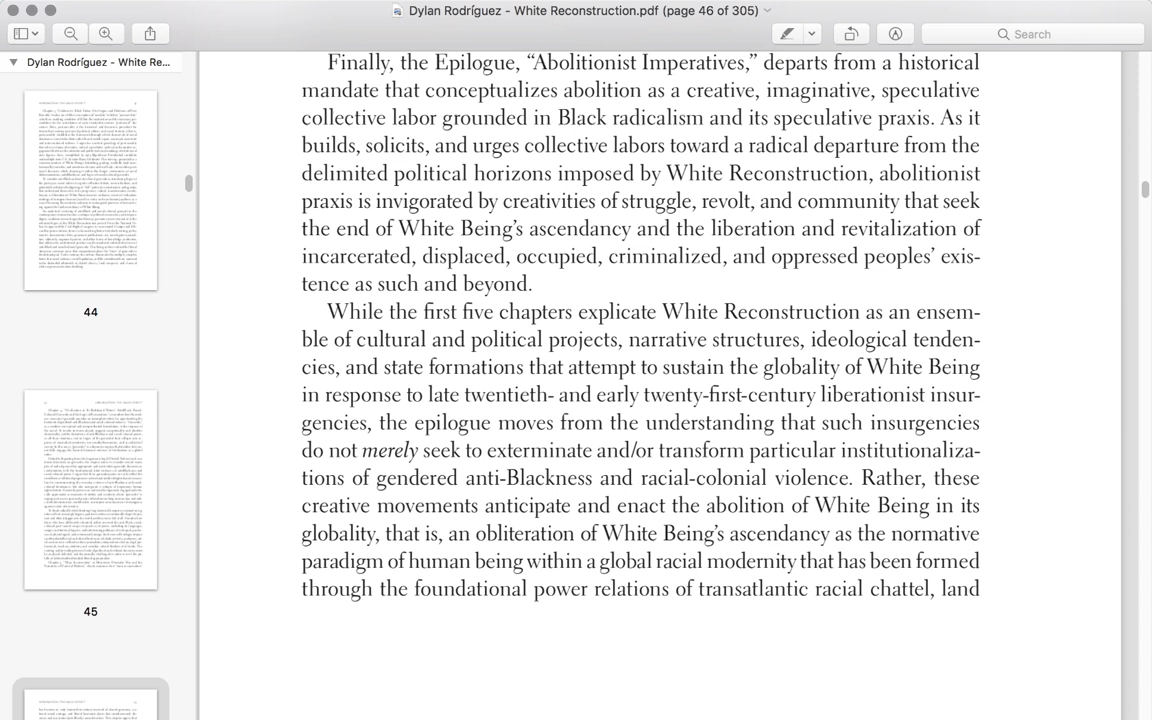 Dylan Rodríguez - White Reconstruction.pdf (page 46 of 305)
Search
Dylan Rodríguez - White Re...
44
45
Finally, the Epilogue, “Abolitionist Imperatives,” departs from a historical
mandate that conceptualizes abolition as a creative, imaginative, speculative
collective labor grounded in Black radicalism and its speculative praxis. As it
builds, solicits, and urges collective labors toward a radical departure from the
delimited political horizons imposed by White Reconstruction, abolitionist
praxis is invigorated by creativities of struggle, revolt, and community that seek
the end of White Being’s ascendancy and the liberation and revitalization of
incarcerated, displaced, occupied, criminalized, and oppressed peoples’ exis-
tence as such and beyond.
While the first five chapters explicate White Reconstruction as an ensem-
ble of cultural and political projects, narrative structures, ideological tenden-
cies, and state formations that attempt to sustain the globality of White Being
in response to late twentieth- and early twenty-first-century liberationist insur-
gencies, the epilogue moves from the understanding that such insurgencies
do not merely seek to exterminate and/or transform particular institutionaliza-
tions of gendered anti-Blackness and racial-colonial violence. Rather, these
creative movements anticipate and enact the abolition of White Being in its
globality, that is, an obliteration of White Being’s ascendancy as the normative
paradigm of human being within a global racial modernity that has been formed
through the foundational power relations of transatlantic racial chattel, land